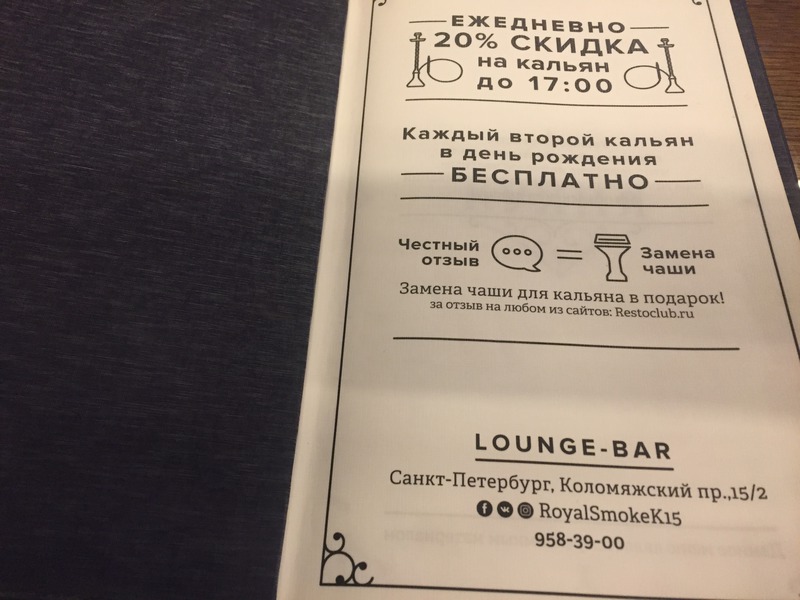 ЕЖЕДНЕВНО
20% СКИДКА
на кальян
до 17:00
Каждый второй кальян
в день рождения
БЕСПЛАТНО
Честный
отзыв
=
Замена
чаши
Замена чаши для кальяна в подарок!
за отзыв на любом из сайтов: Restoclub.ru
LOUNGE-BAR
Санкт-Петербург, Коломяжский пр.,15/2
RoyalSmokeK15
958-39-00